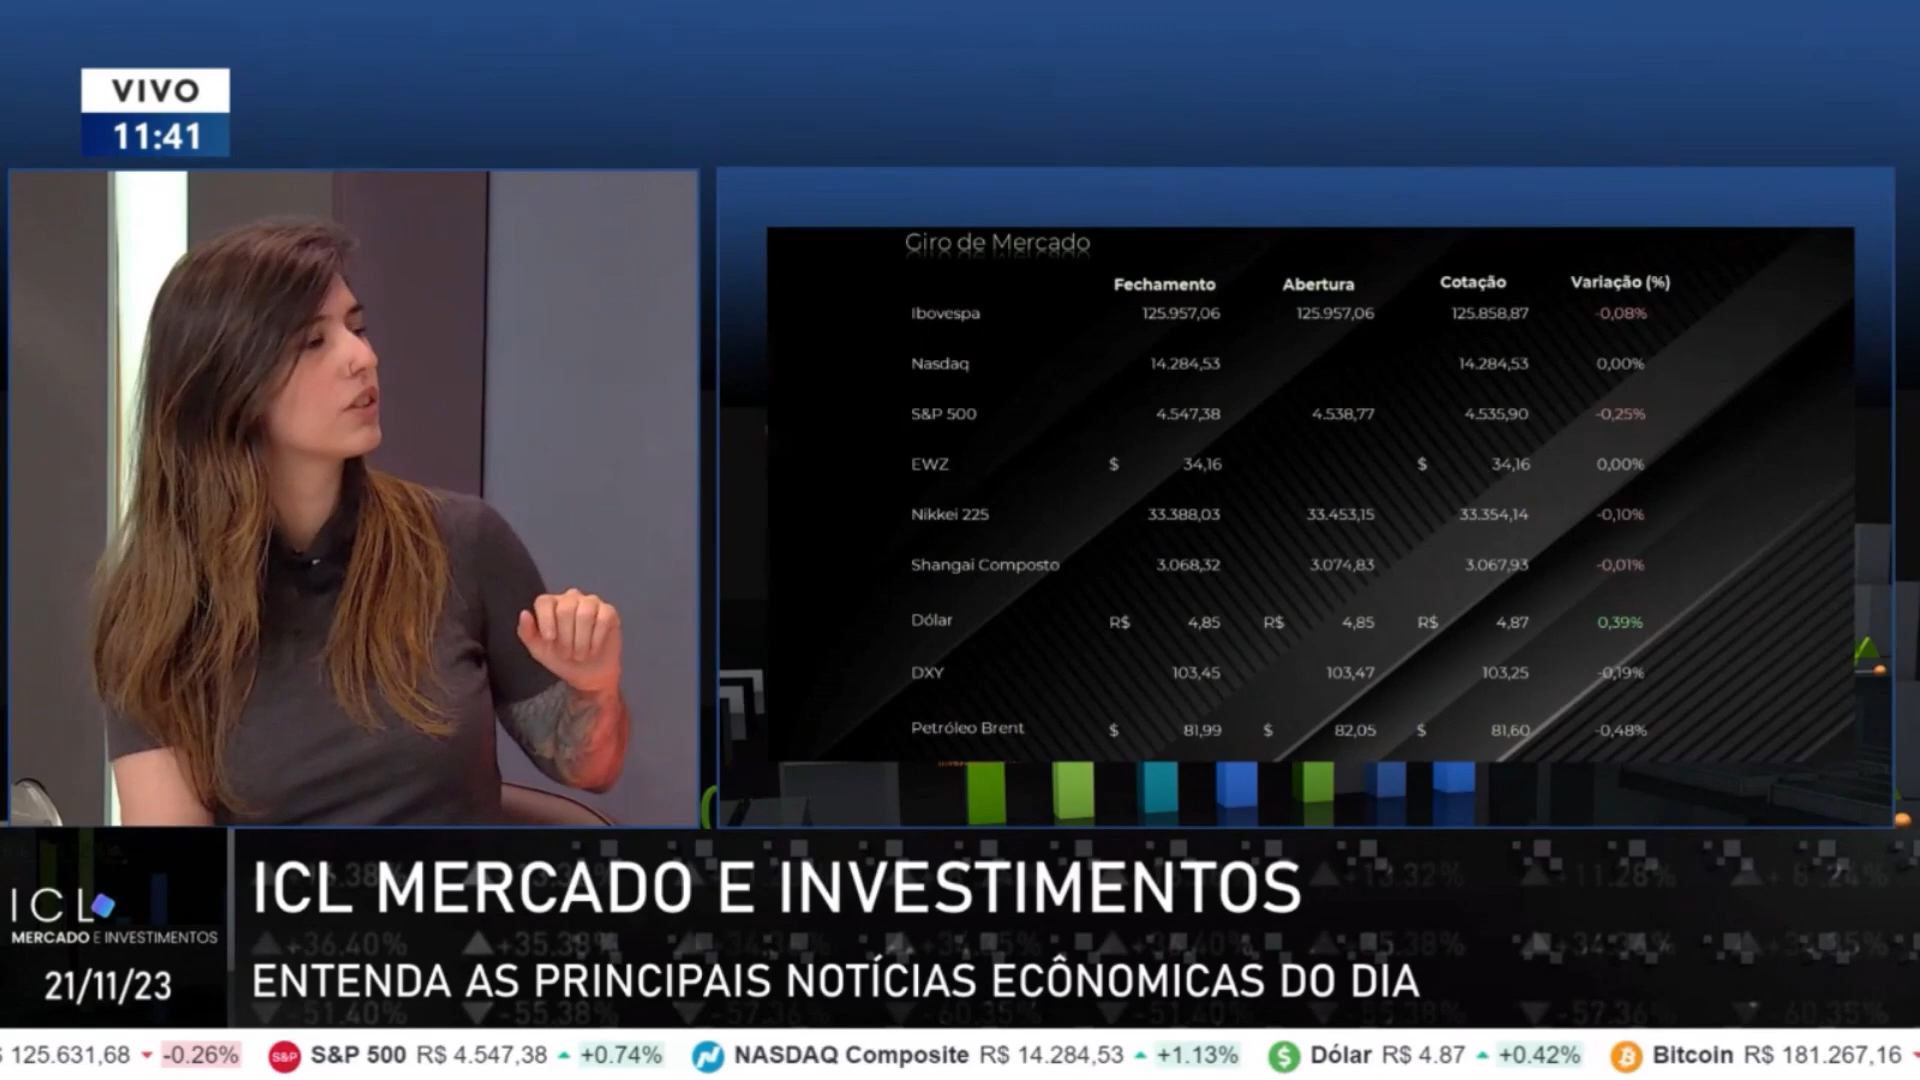 VIVO
11:41
Giro de Mercado
Fechamento Abertura Cotação Variação (%)
Ibovespa 125.957,06 125.957,06 125.858,87 -0,08%
Nasdaq 14.284,53 14.284,53 0,00%
S&P 500 4.547,38 4.538,77 4.535,90 -0,25%
EWZ $ 34,16 $ 34,16 0,00%
Nikkei 225 33.388,03 33.453,15 33.354,14 -0,10%
Shangai Composto 3.068,32 3.074,83 3.067,93 -0,01%
Dólar R$ 4,85 R$ 4,85 R$ 4,87 0,39%
DXY 103,45 103,47 103,25 -0,19%
Petróleo Brent $ 81,99 $ 82,05 $ 81,60 -0,48%
ICL
MERCADO E INVESTIMENTOS
21/11/23
ICL MERCADO E INVESTIMENTOS
ENTENDA AS PRINCIPAIS NOTÍCIAS ECÔNOMICAS DO DIA
125.631,68 -0.26% S&P S&P 500 R$ 4.547,38 +0.74% NASDAQ Composite R$ 14.284,53 +1.13% $ Dólar R$ 4.87 +0.42% Bitcoin R$ 181.267,16